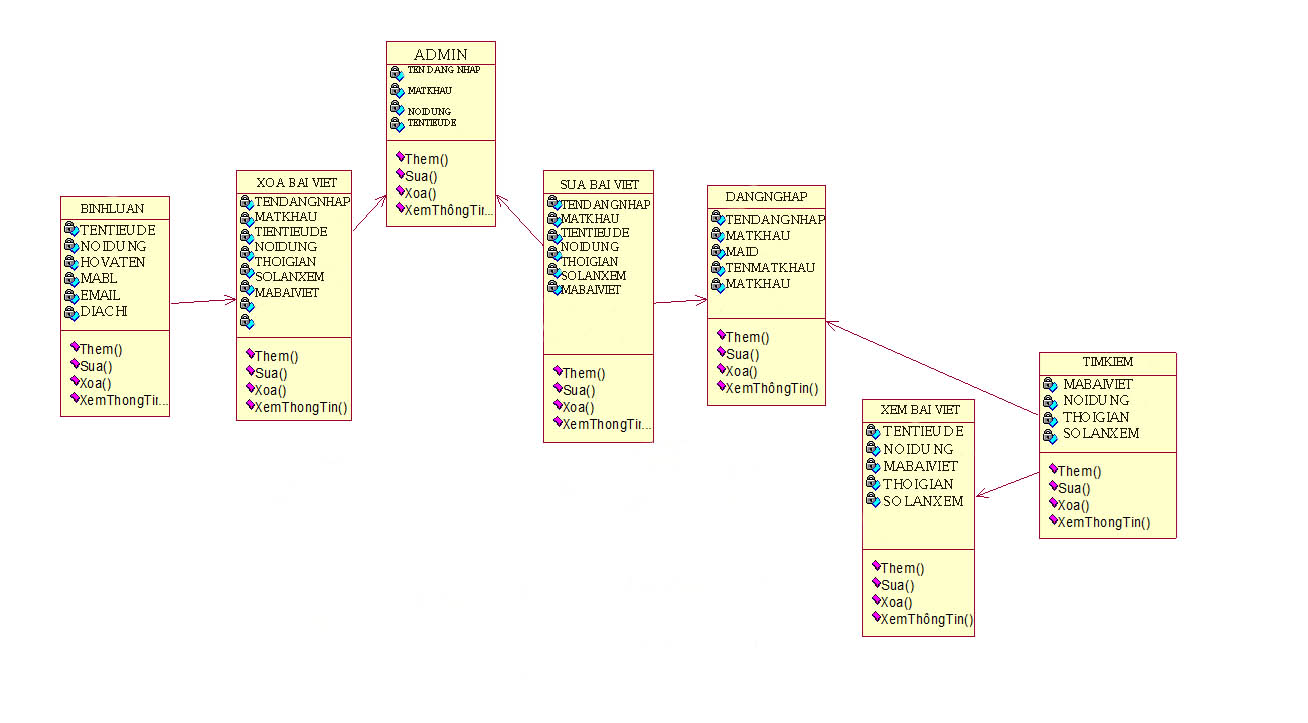 ADMIN
TEN DANG NHAP
MATKHAU
NOIDUNG
TENTIEUDE
Them()
Sua()
Xoa()
XemThôngTir...
BINHLUAN
TENTIEUDE
NOIDUNG
HOVATEN
MABL
EMAIL
DIACHI
Them()
Sua()
Xoa()
XemThongTir...
XOA BAI VIET
TENDANGNHAP
MATKHAU
TIENTIEUDE
NOIDUNG
THOIGIAN
SOLANXEM
MABAIVIET
Them()
Sua()
Xoa()
XemThongTin()
SUA BAI VIET
TENDANGNHAP
MATKHAU
TIENTIEUDE
NOIDUNG
THOIGIAN
SOLANXEM
MABAIVIET
Them()
Sua()
Xoa()
XemThongTir...
DANGNGHAP
TENDANGNHAP
MATKHAU
MAID
TENMATKHAU
MATKHAU
Them()
Sua()
Xoa()
XemThôngTin()
XEM BAI VIET
TENTIEUDE
NOIDUNG
MABAIVIET
THOIGIAN
SOLANXEM
Them()
Sua()
Xoa()
XemThôngTin()
TIMKIEM
MABAIVIET
NOIDUNG
THOIGIAN
SOLANXEM
Them()
Sua()
Xoa()
XemThongTin()